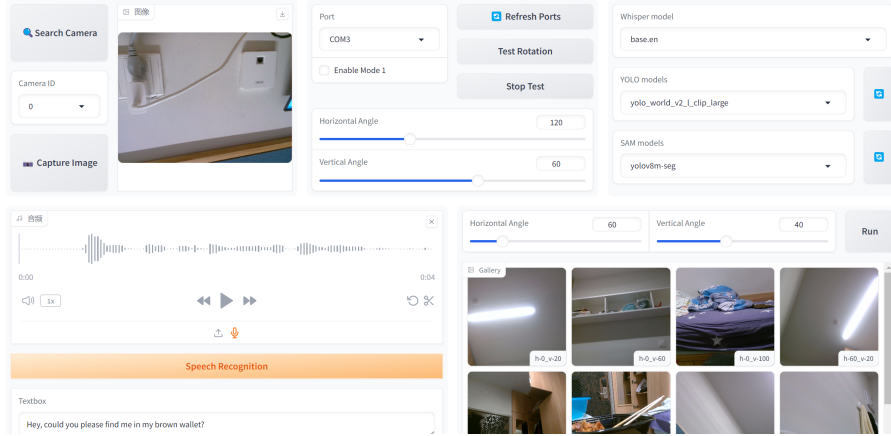 Search Camera
Camera ID
0
Capture Image
图像
Port
COM3
Enable Mode 1
Refresh Ports
Test Rotation
Stop Test
Horizontal Angle
120
Vertical Angle
60
Whisper model
base.en
YOLO models
yolo_world_v2_l_clip_large
SAM models
yolov8m-seg
音频
0:00
0:04
1x
Speech Recognition
Textbox
Hey, could you please find me in my brown wallet?
Horizontal Angle
60
Vertical Angle
40
Run
Gallery
h-0_v-20
h-0_v-60
h-0_v-100
h-60_v-20